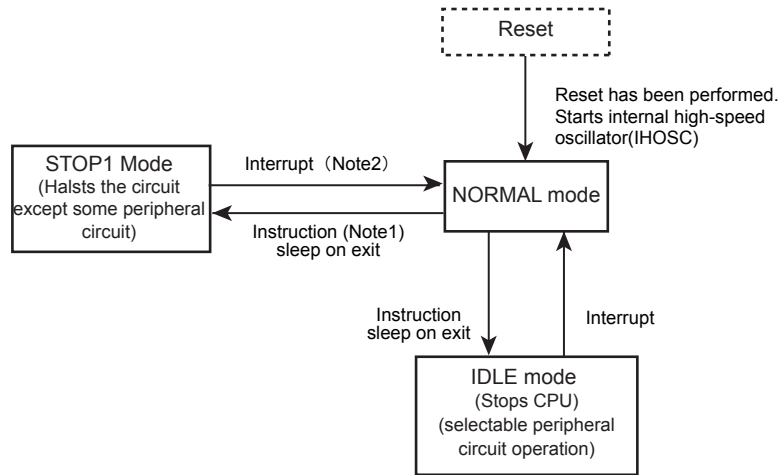 Reset
Reset has been performed.
Starts internal high-speed
oscillator(IHOSC)
STOP1 Mode
(Halsts the circuit
except some peripheral
circuit)
Interrupt（Note2）
NORMAL mode
Instruction (Note1)
sleep on exit
Instruction
sleep on exit
Interrupt
IDLE mode
(Stops CPU)
(selectable peripheral
circuit operation)